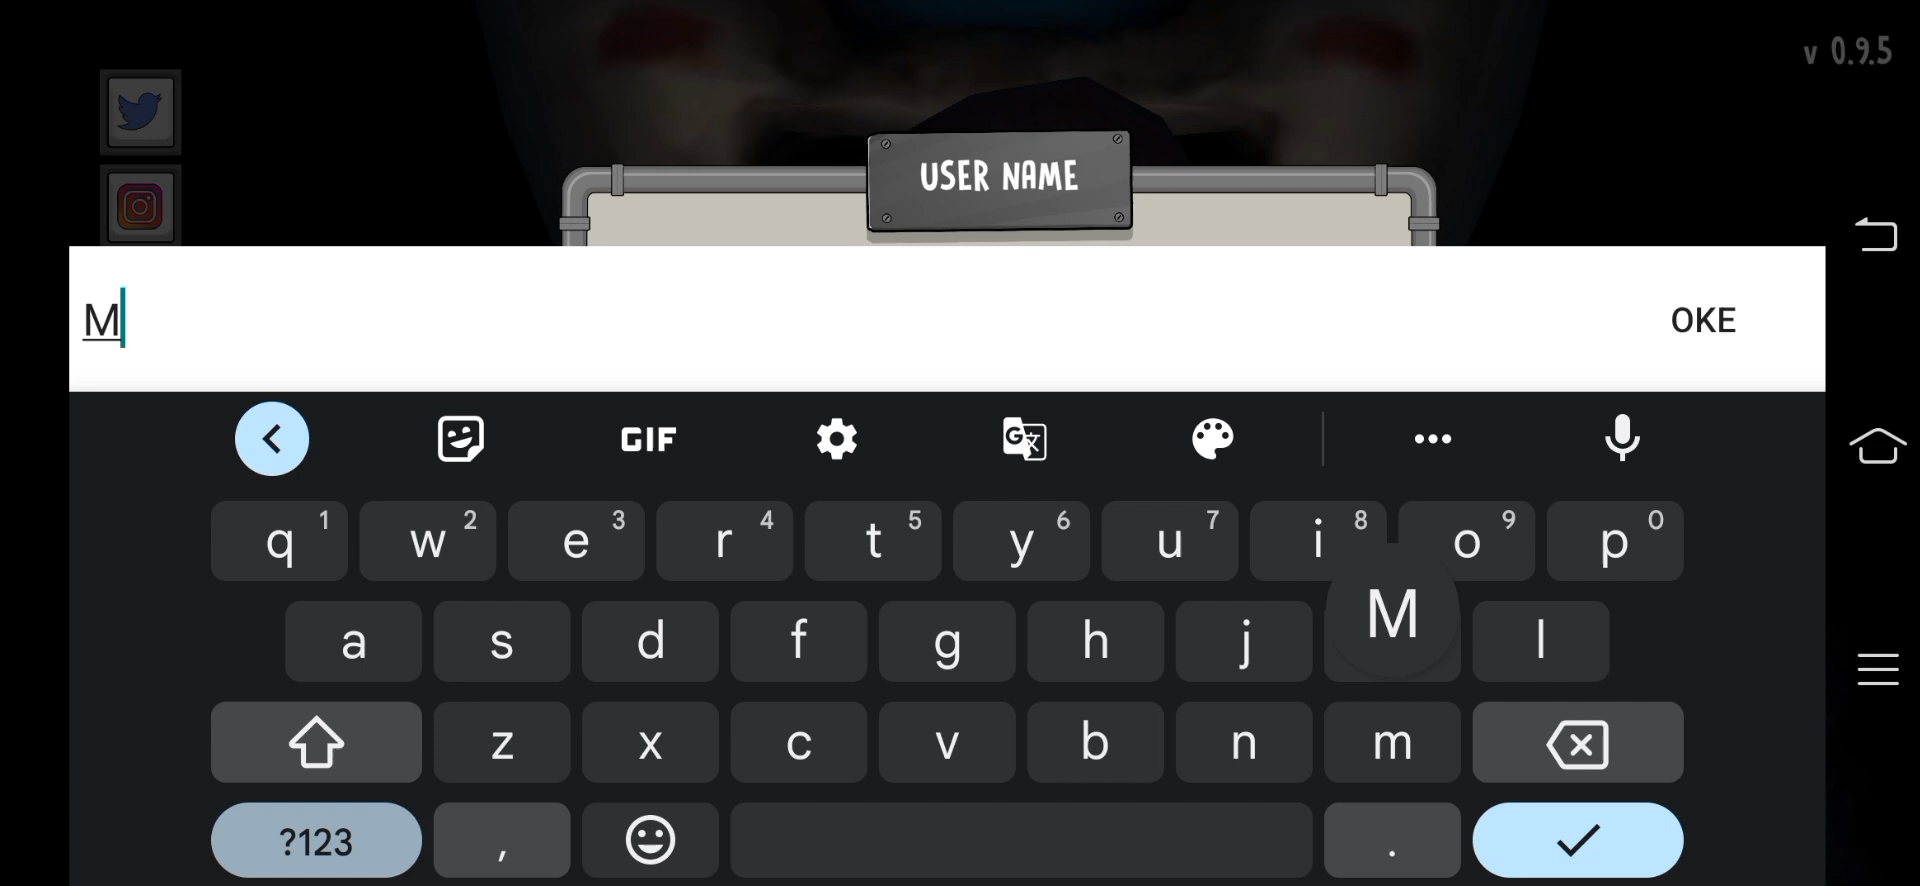 v 0.9.5
USER NAME
M
OKE
GIF
q 1 w 2 e 3 r 4 t 5 y 6 u 7 i 8 o 9 p 0
a s d f g h j M l
z x c v b n m
?123 , .